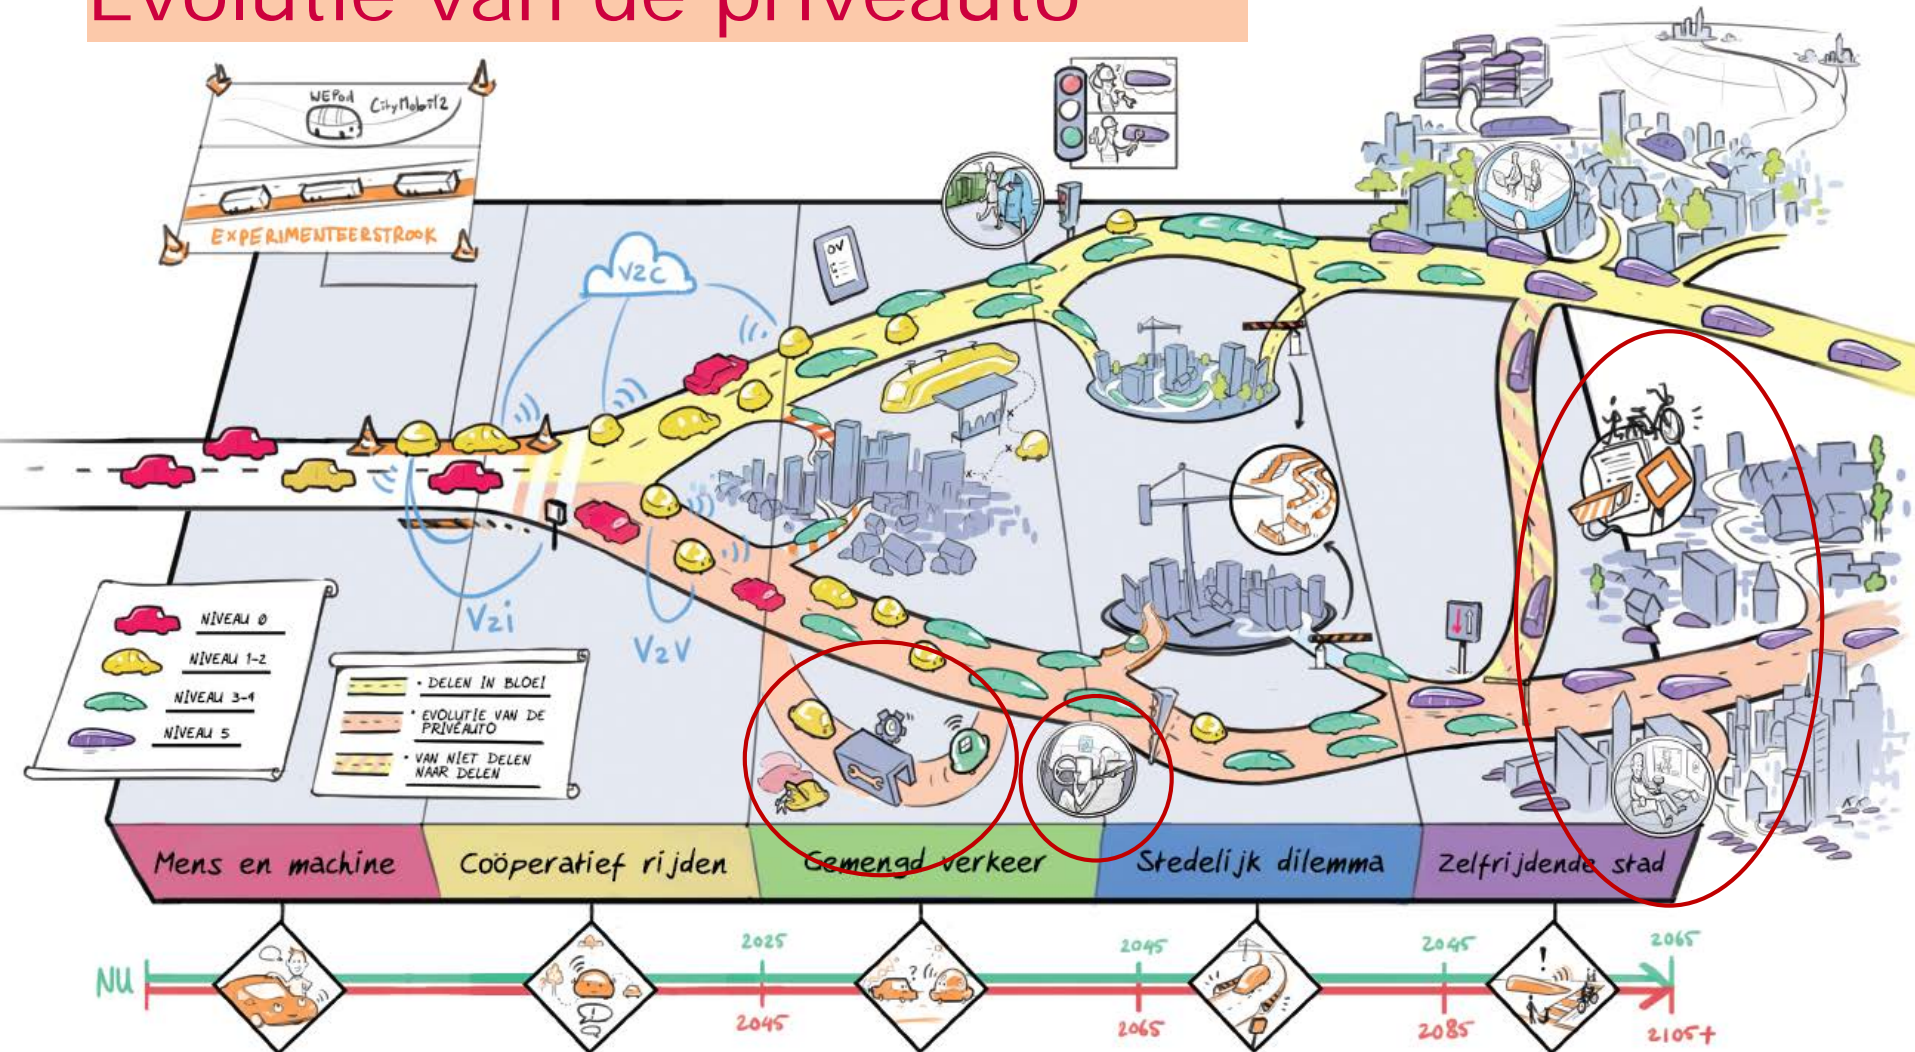 Evolutie van de privéauto
WEPod
CityMobil2
EXPERIMENTEERSTROOK
V2C
OV
V2i
V2V
NIVEAU 0
NIVEAU 1-2
NIVEAU 3-4
NIVEAU 5
• DELEN IN BLOEI
• EVOLUTIE VAN DE
PRIVÉAUTO
• VAN NIET DELEN
NAAR DELEN
Mens en machine
Coöperatief rijden
Gemengd verkeer
Stedelijk dilemma
Zelfrijdende stad
NU
2025
2045
2045
2065
2045
2065
2085
2105+